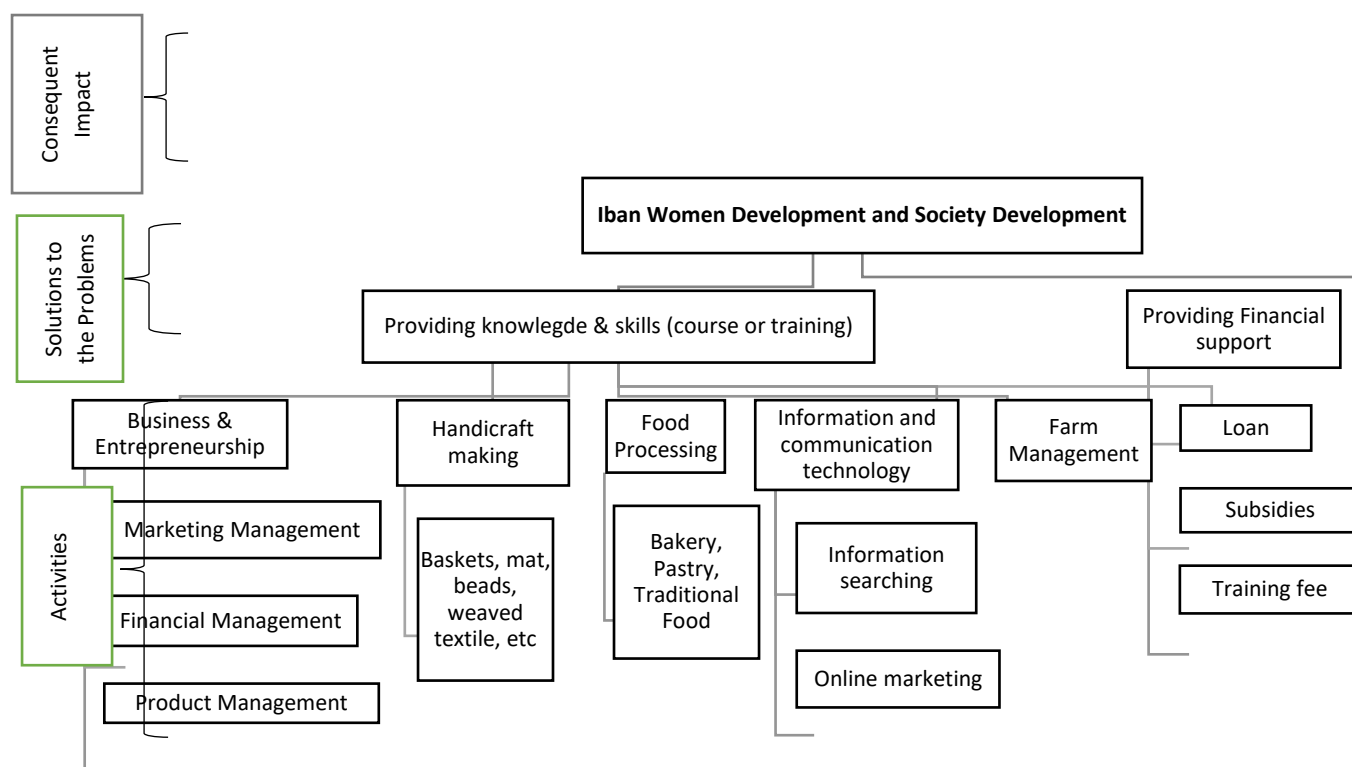 Consequent
Impact
Iban Women Development and Society Development
Solutions to
the Problems
Providing knowlegde & skills (course or training)
Providing Financial
support
Business &
Entrepreneurship
Handicraft
making
Food
Processing
Information and
communication
technology
Farm
Management
Loan
Activities
Marketing Management
Financial Management
Product Management
Baskets, mat,
beads,
weaved
textile, etc
Bakery,
Pastry,
Traditional
Food
Information
searching
Online marketing
Subsidies
Training fee